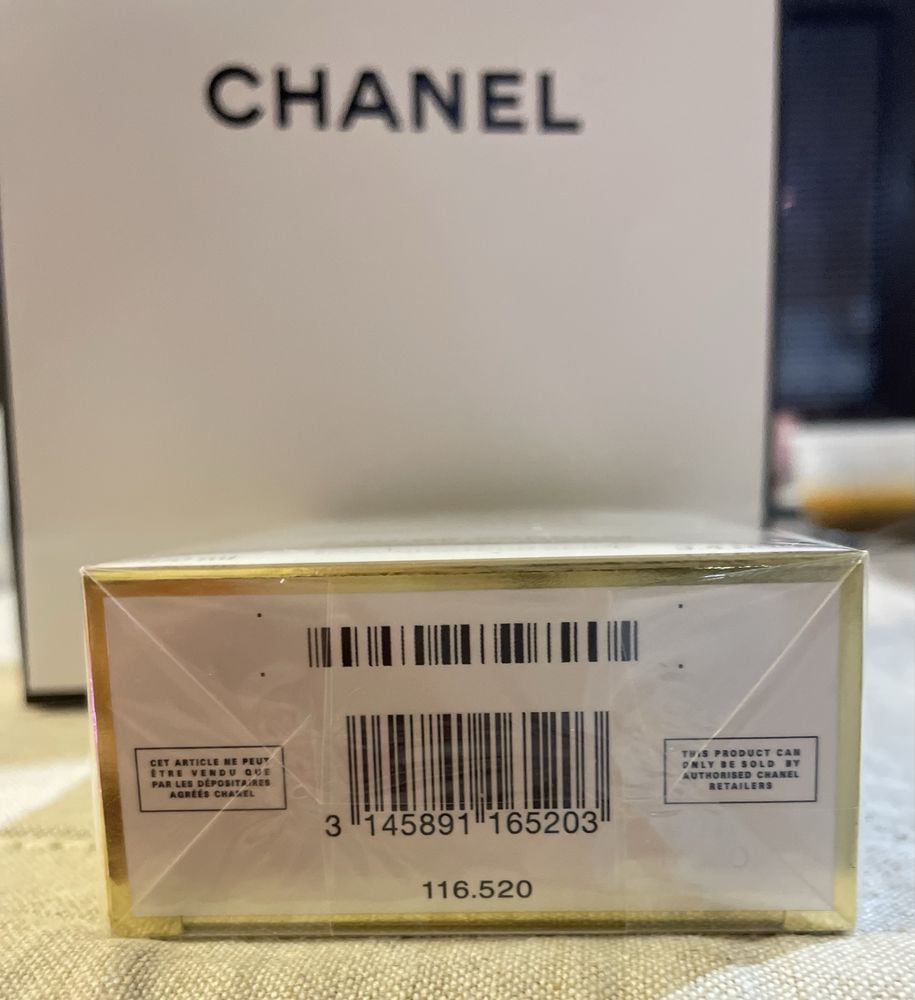 CHANEL
CET ARTICLE NE PEUT
ÊTRE VENDU QUE
PAR LES DÉPOSITAIRES
AGRÉÉS CHANEL
THIS PRODUCT CAN
ONLY BE SOLD BY
AUTHORISED CHANEL
RETAILERS
3 145891 165203
116.520